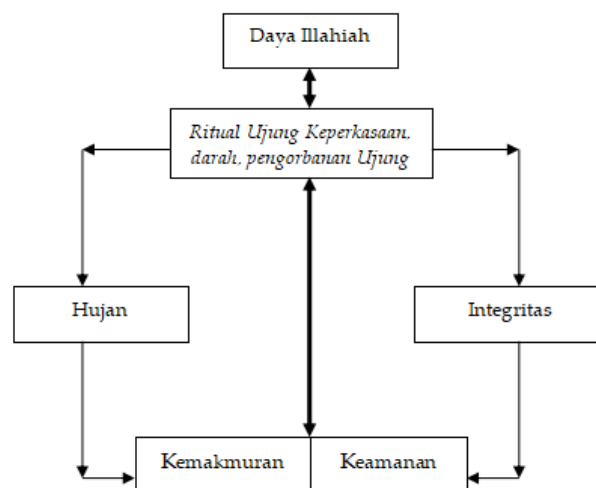 Daya Illahiah
Ritual Ujung Keperkasaan,
darah, pengorbanan Ujung
Hujan
Integritas
Kemakmuran
Keamanan